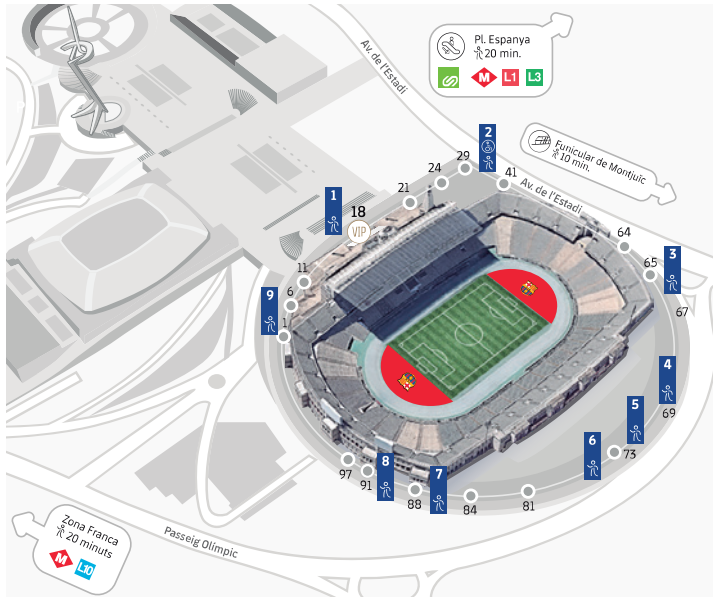 Pl. Espanya
20 min.
M L1 L3
Av. de l'Estadi
Funicular de Montjuïc
10 min.
2
29
24
41
Av. de l'Estadi
1
21
18
VIP
64
3
65
11
9
6
67
1
4
5
69
6
73
8
97
7
91
88
84
81
Zona Franca
20 minuts
M L10
Passeig Olímpic